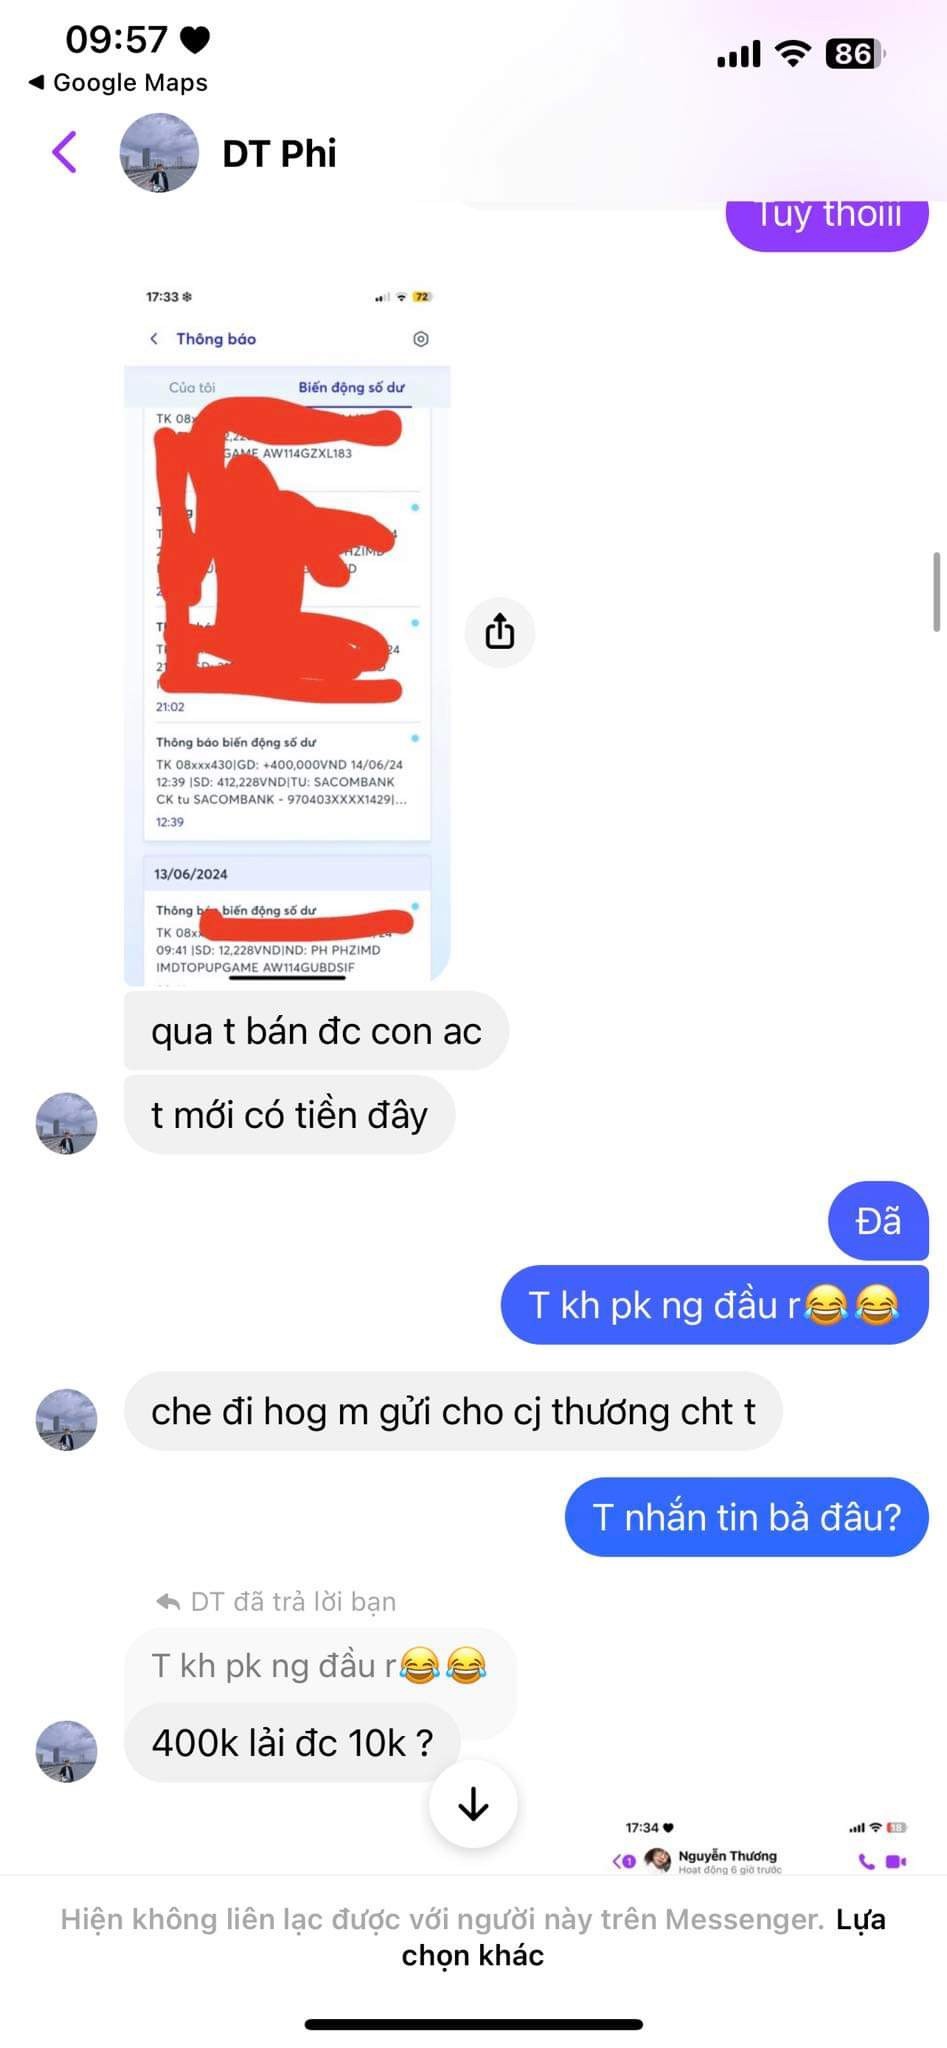 09:57
Google Maps
DT Phi
Tuỳ thoiii
17:33
72
Thông báo
Của tôi
Biến động số dư
TK 08x
GAME AW114GZXL183
21:02
Thông báo biến động số dư
TK 08xxx430|GD: +400,000VND 14/06/24
12:39 |SD: 412,228VND|TU: SACOMBANK
CK tu SACOMBANK - 970403XXXX1429|...
12:39
13/06/2024
biến động số dư
TK 08x
09:41 |SD: 12,228VND|ND: PH PHZIMD
IMDTOPUPGAME AW114GUBDSIF
qua t bán đc con ac
t mới có tiền đây
Đã
T kh pk ng đầu r😂😂
che đi hog m gửi cho cj thương cht t
T nhắn tin bả đâu?
DT đã trả lời bạn
T kh pk ng đầu r😂😂
400k lải đc 10k ?
17:34
18
1
Nguyễn Thương
Hoạt động 6 giờ trước
Hiện không liên lạc được với người này trên Messenger. Lựa
chọn khác
86